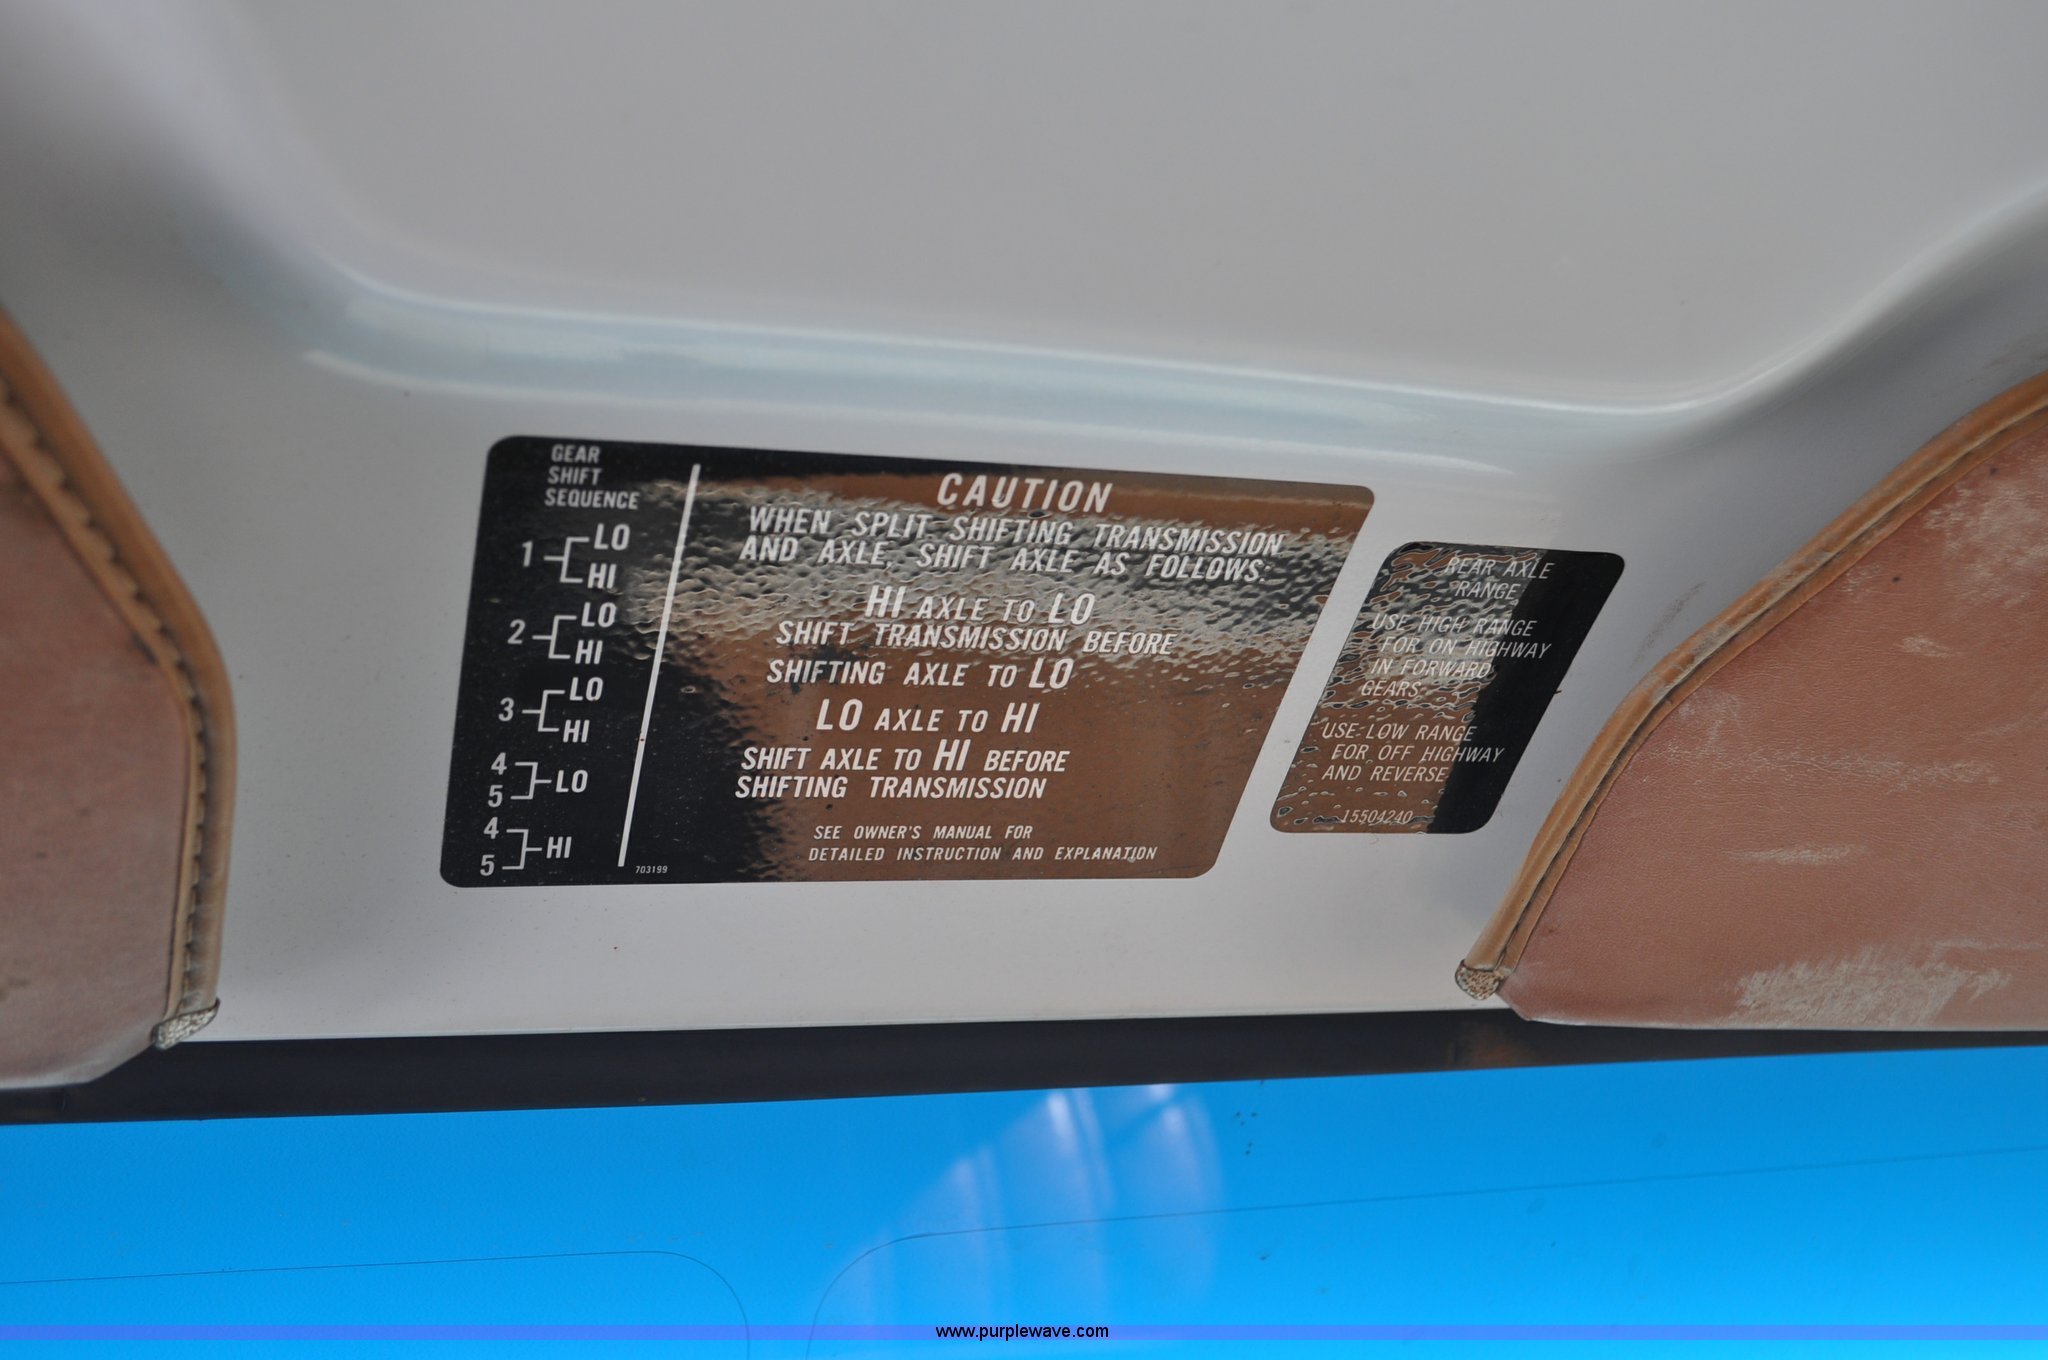 GEAR
SHIFT
SEQUENCE
1 LO
HI
2 LO
HI
3 LO
HI
4
5 LO
4
5 HI
703199
CAUTION
WHEN SPLIT SHIFTING TRANSMISSION
AND AXLE, SHIFT AXLE AS FOLLOWS:
HI AXLE TO LO
SHIFT TRANSMISSION BEFORE
SHIFTING AXLE TO LO
LO AXLE TO HI
SHIFT AXLE TO HI BEFORE
SHIFTING TRANSMISSION
SEE OWNER'S MANUAL FOR
DETAILED INSTRUCTION AND EXPLANATION
REAR AXLE
RANGE
USE HIGH RANGE
FOR ON HIGHWAY
IN FORWARD
GEARS
USE LOW RANGE
FOR OFF HIGHWAY
AND REVERSE
15504240
www.purplewave.com